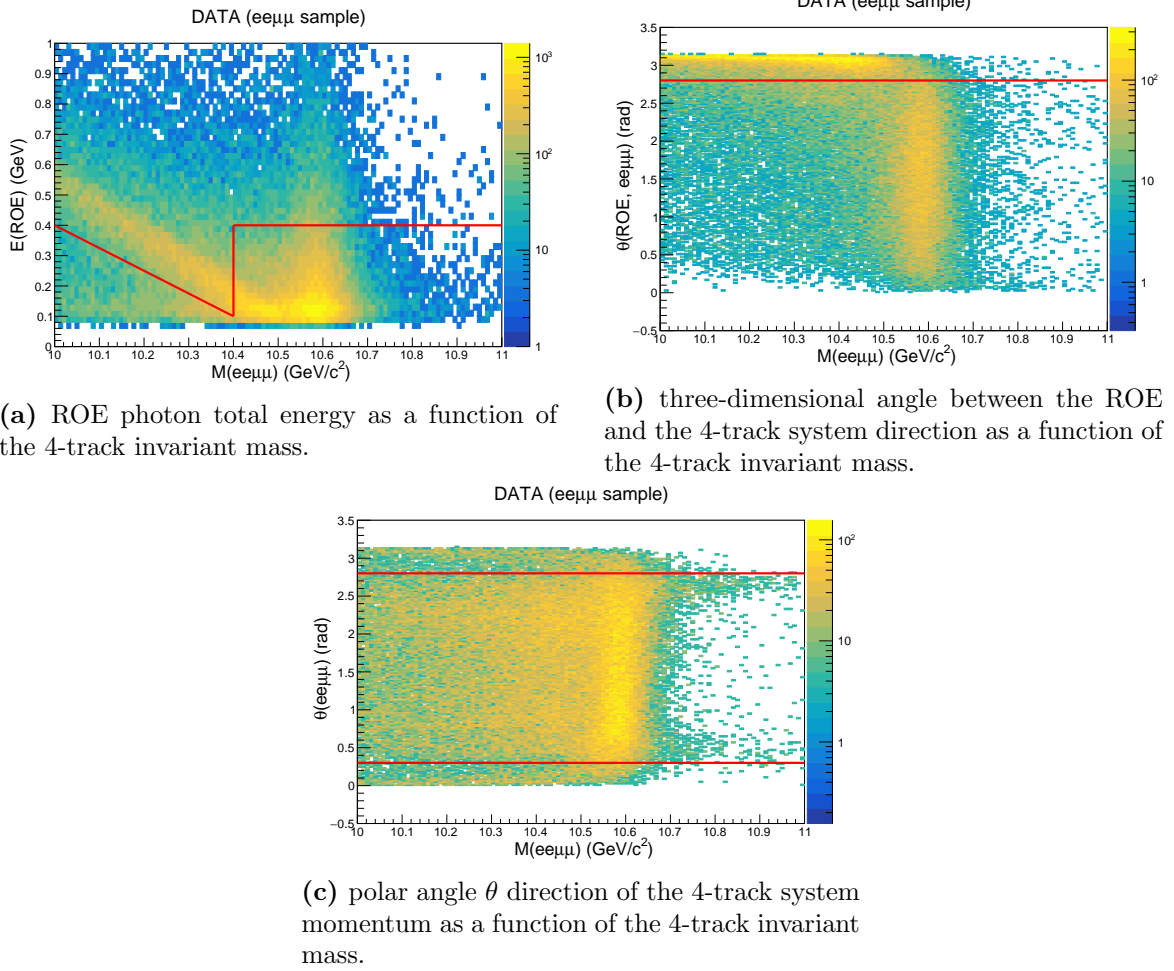 DATA (eeμμ sample)
1
0.9
0.8
0.7
0.6
0.5
0.4
0.3
0.2
0.1
0
E(ROE) (GeV)
10 10.1 10.2 10.3 10.4 10.5 10.6 10.7 10.8 10.9 11
M(eeμμ) (GeV/c²)
10³
10²
10
1
(a) ROE photon total energy as a function of
the 4-track invariant mass.
DATA (eeμμ sample)
3.5
3
2.5
2
1.5
1
0.5
0
−0.5
θ(ROE, eeμμ) (rad)
10 10.1 10.2 10.3 10.4 10.5 10.6 10.7 10.8 10.9 11
M(eeμμ) (GeV/c²)
10²
10
1
(b) three-dimensional angle between the ROE
and the 4-track system direction as a function of
the 4-track invariant mass.
DATA (eeμμ sample)
3.5
3
2.5
2
1.5
1
0.5
0
−0.5
θ(eeμμ) (rad)
10 10.1 10.2 10.3 10.4 10.5 10.6 10.7 10.8 10.9 11
M(eeμμ) (GeV/c²)
10²
10
1
(c) polar angle θ direction of the 4-track system
momentum as a function of the 4-track invariant
mass.